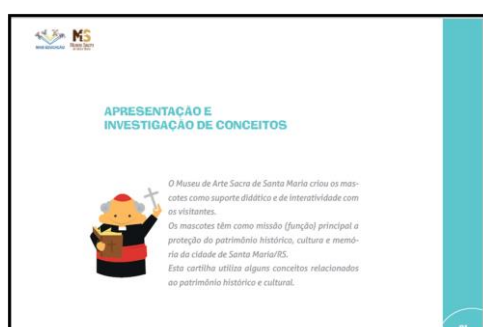 MS
APRESENTAÇÃO E
INVESTIGAÇÃO DE CONCEITOS
O Museu de Arte Sacra de Santa Maria criou os mas-
cotes como suporte didático e de interatividade com
os visitantes.
Os mascotes têm como missão (função) principal a
proteção do patrimônio histórico, cultura e memó-
ria da cidade de Santa Maria/RS.
Esta cartilha utiliza alguns conceitos relacionados
ao patrimônio histórico e cultural.